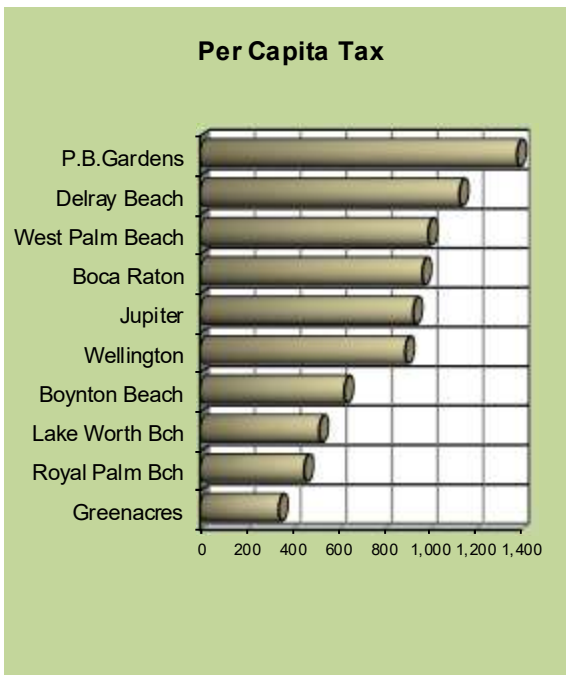 Per Capita Tax
P.B.Gardens
Delray Beach
West Palm Beach
Boca Raton
Jupiter
Wellington
Boynton Beach
Lake Worth Bch
Royal Palm Bch
Greenacres
0 200 400 600 800 1,000 1,200 1,400